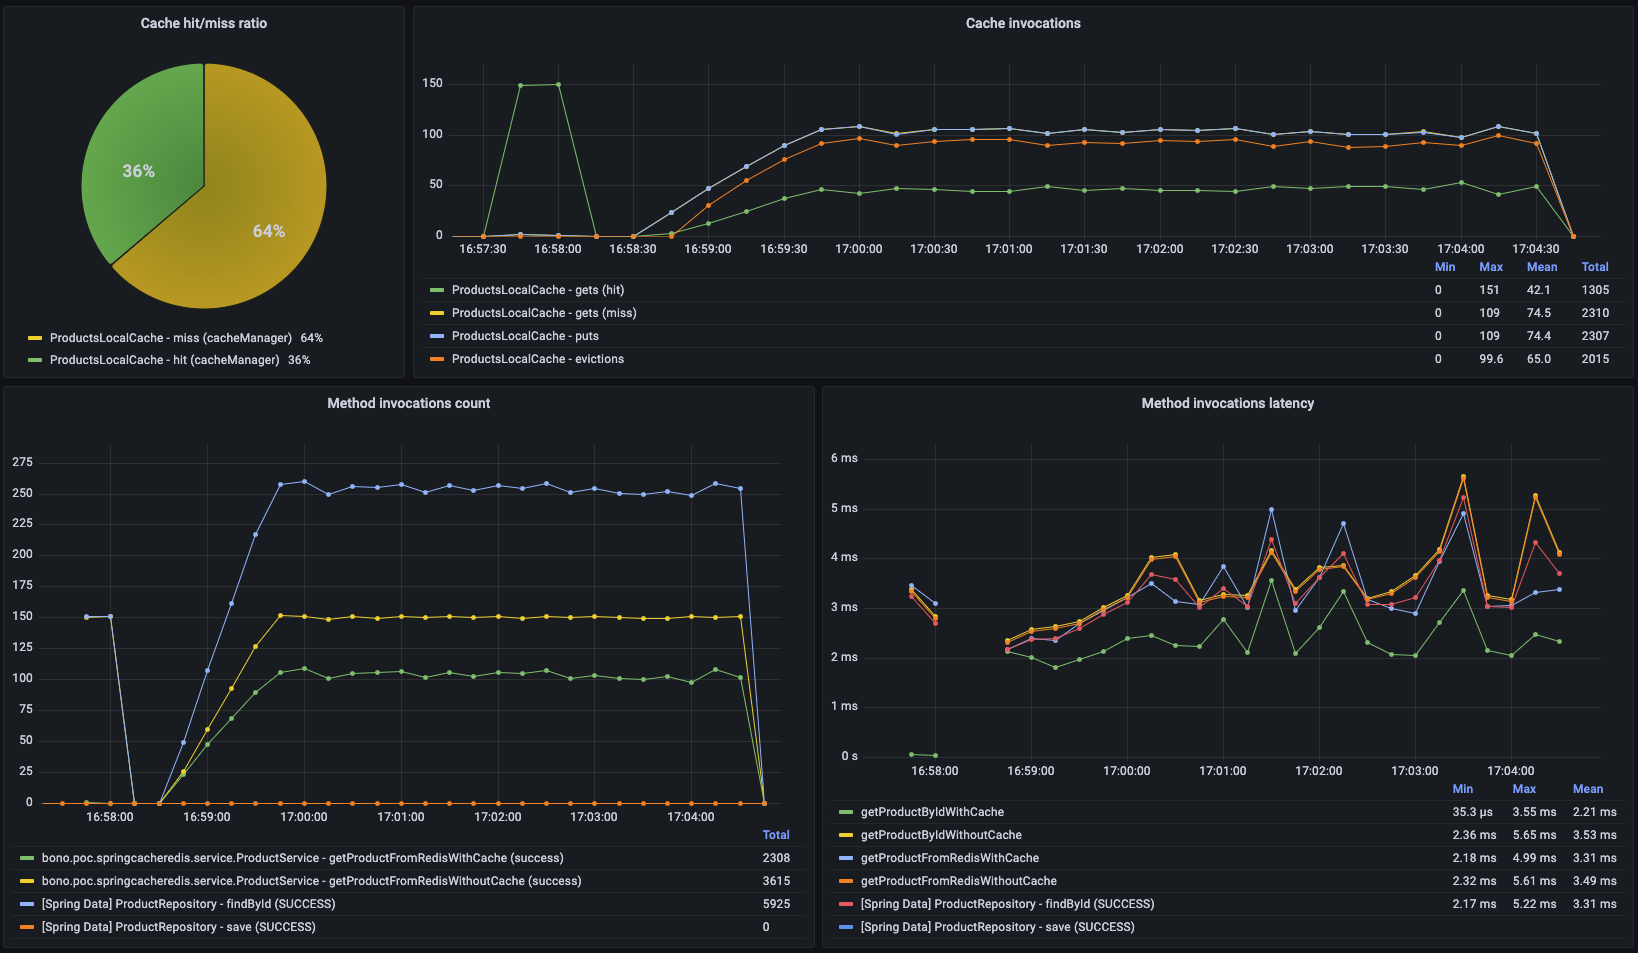 Cache hit/miss ratio
36%
64%
ProductsLocalCache - miss (cacheManager) 64%
ProductsLocalCache - hit (cacheManager) 36%
Cache invocations
150
100
50
0
16:57:30 16:58:00 16:58:30 16:59:00 16:59:30 17:00:00 17:00:30 17:01:00 17:01:30 17:02:00 17:02:30 17:03:00 17:03:30 17:04:00 17:04:30
Min Max Mean Total
ProductsLocalCache - gets (hit) 0 151 42.1 1305
ProductsLocalCache - gets (miss) 0 109 74.5 2310
ProductsLocalCache - puts 0 109 74.4 2307
ProductsLocalCache - evictions 0 99.6 65.0 2015
Method invocations count
275
250
225
200
175
150
125
100
75
50
25
0
16:58:00 16:59:00 17:00:00 17:01:00 17:02:00 17:03:00 17:04:00
Total
bono.poc.springcacheredis.service.ProductService - getProductFromRedisWithCache (success) 2308
bono.poc.springcacheredis.service.ProductService - getProductFromRedisWithoutCache (success) 3615
[Spring Data] ProductRepository - findById (SUCCESS) 5925
[Spring Data] ProductRepository - save (SUCCESS) 0
Method invocations latency
6 ms
5 ms
4 ms
3 ms
2 ms
1 ms
0 s
16:58:00 16:59:00 17:00:00 17:01:00 17:02:00 17:03:00 17:04:00
Min Max Mean
getProductByIdWithCache 35.3 µs 3.55 ms 2.21 ms
getProductByIdWithoutCache 2.36 ms 5.65 ms 3.53 ms
getProductFromRedisWithCache 2.18 ms 4.99 ms 3.31 ms
getProductFromRedisWithoutCache 2.32 ms 5.61 ms 3.49 ms
[Spring Data] ProductRepository - findById (SUCCESS) 2.17 ms 5.22 ms 3.31 ms
[Spring Data] ProductRepository - save (SUCCESS)